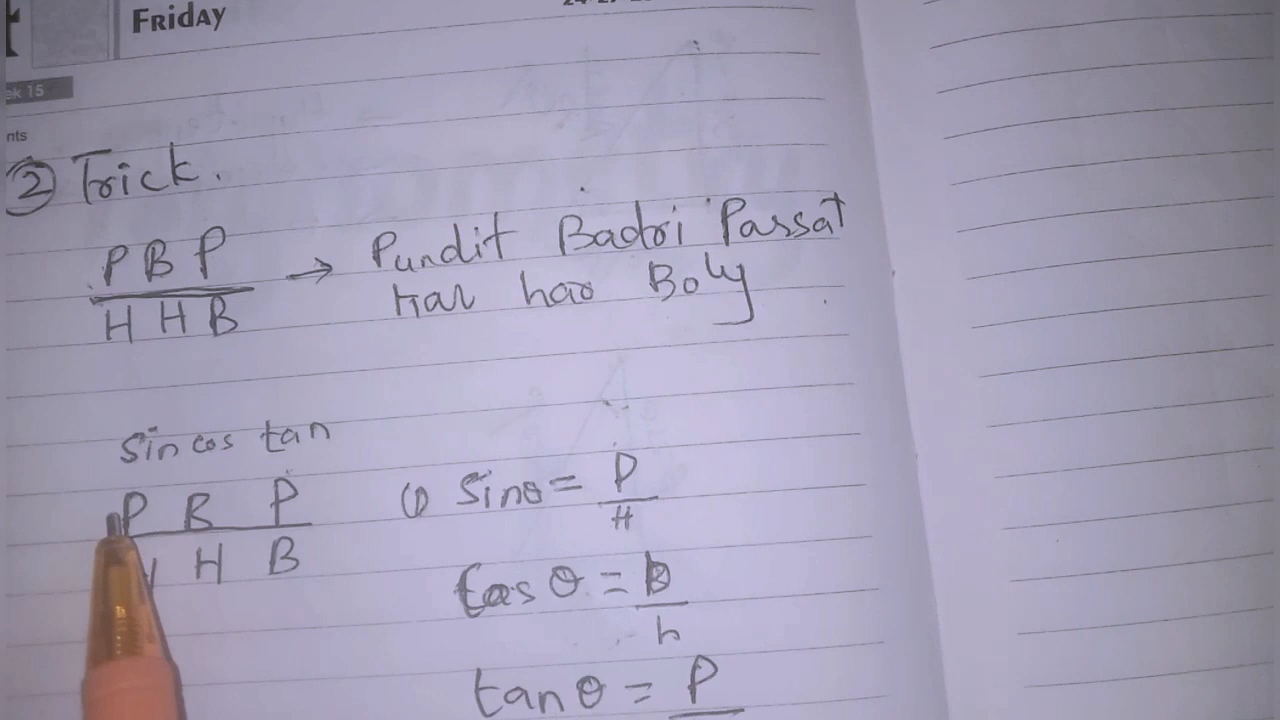 Friday
ek 15
nts
② Trick.
P B P → Pundit Badri Passat
H H B Har har Boly
Sin cos tan
P B P (1) Sinθ = P
H
H B
Cos θ = B
h
tan θ = P